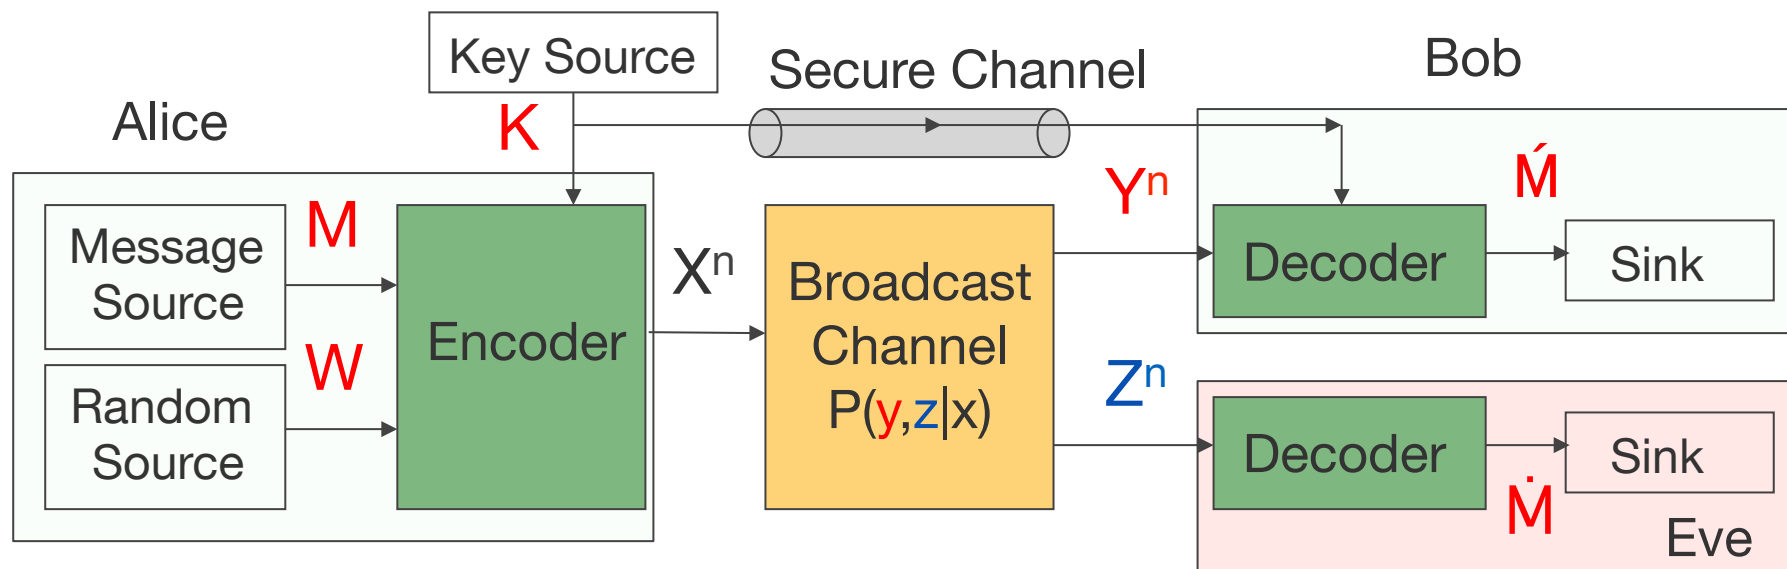 Key Source
Secure Channel
Bob
Alice
K
Yⁿ
Ḿ
M
Message
Source
Xⁿ
Broadcast
Channel
P(y,z|x)
Encoder
Decoder
Sink
W
Random
Source
Zⁿ
Decoder
Sink
Ṁ
Eve